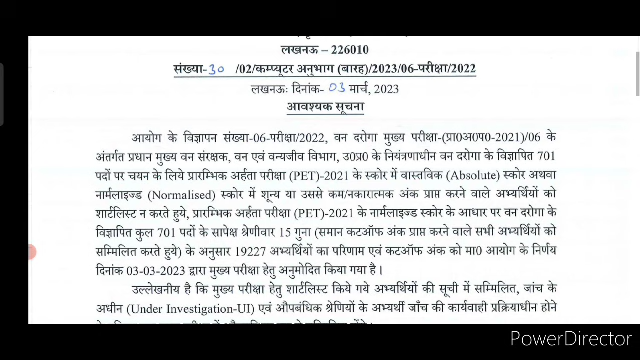 लखनऊ – 226010
संख्या-30 /02/कम्प्यूटर अनुभाग (बारह)/2023/06-परीक्षा/2022
लखनऊः दिनांक- 03 मार्च, 2023
आवश्यक सूचना
आयोग के विज्ञापन संख्या-06-परीक्षा/2022, वन दरोगा मुख्य परीक्षा-(प्रा०अ०प०-2021)/06 के
अंतर्गत प्रधान मुख्य वन संरक्षक, वन एवं वन्यजीव विभाग, उ०प्र० के नियंत्रणाधीन वन दरोगा के विज्ञापित 701
पदों पर चयन के लिये प्रारम्भिक अर्हता परीक्षा (PET)-2021 के स्कोर में वास्तविक (Absolute) स्कोर अथवा
नार्मलाइज्ड (Normalised) स्कोर में शून्य या उससे कम/नकारात्मक अंक प्राप्त करने वाले अभ्यर्थियों को
शार्टलिस्ट न करते हुये, प्रारम्भिक अर्हता परीक्षा (PET)-2021 के नार्मलाइज्ड स्कोर के आधार पर वन दरोगा के
विज्ञापित कुल 701 पदों के सापेक्ष श्रेणीवार 15 गुना (समान कटऑफ अंक प्राप्त करने वाले सभी अभ्यर्थियों को
सम्मिलित करते हुये) के अनुसार 19227 अभ्यर्थियों का परिणाम एवं कटऑफ अंक को मा० आयोग के निर्णय
दिनांक 03-03-2023 द्वारा मुख्य परीक्षा हेतु अनुमोदित किया गया है।
उल्लेखनीय है कि मुख्य परीक्षा हेतु शार्टलिस्ट किये गये अभ्यर्थियों की सूची में सम्मिलित, जांच के
अधीन (Under Investigation-UI) एवं औपबंधिक श्रेणियों के अभ्यर्थी जाँच की कार्यवाही प्रक्रियाधीन होने
PowerDirector